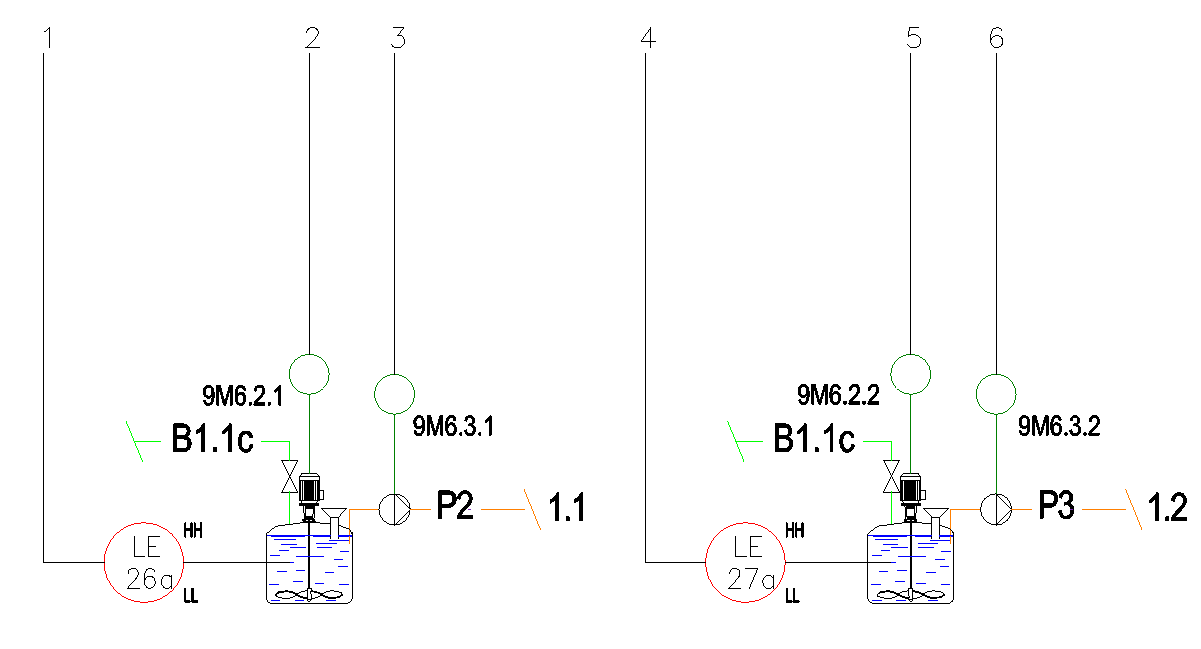 1 2 3 4 5 6
9M6.2.1
9M6.3.1
B1.1c
P2
1.1
HH
LE
26a
LL
9M6.2.2
9M6.3.2
B1.1c
P3
1.2
HH
LE
27a
LL